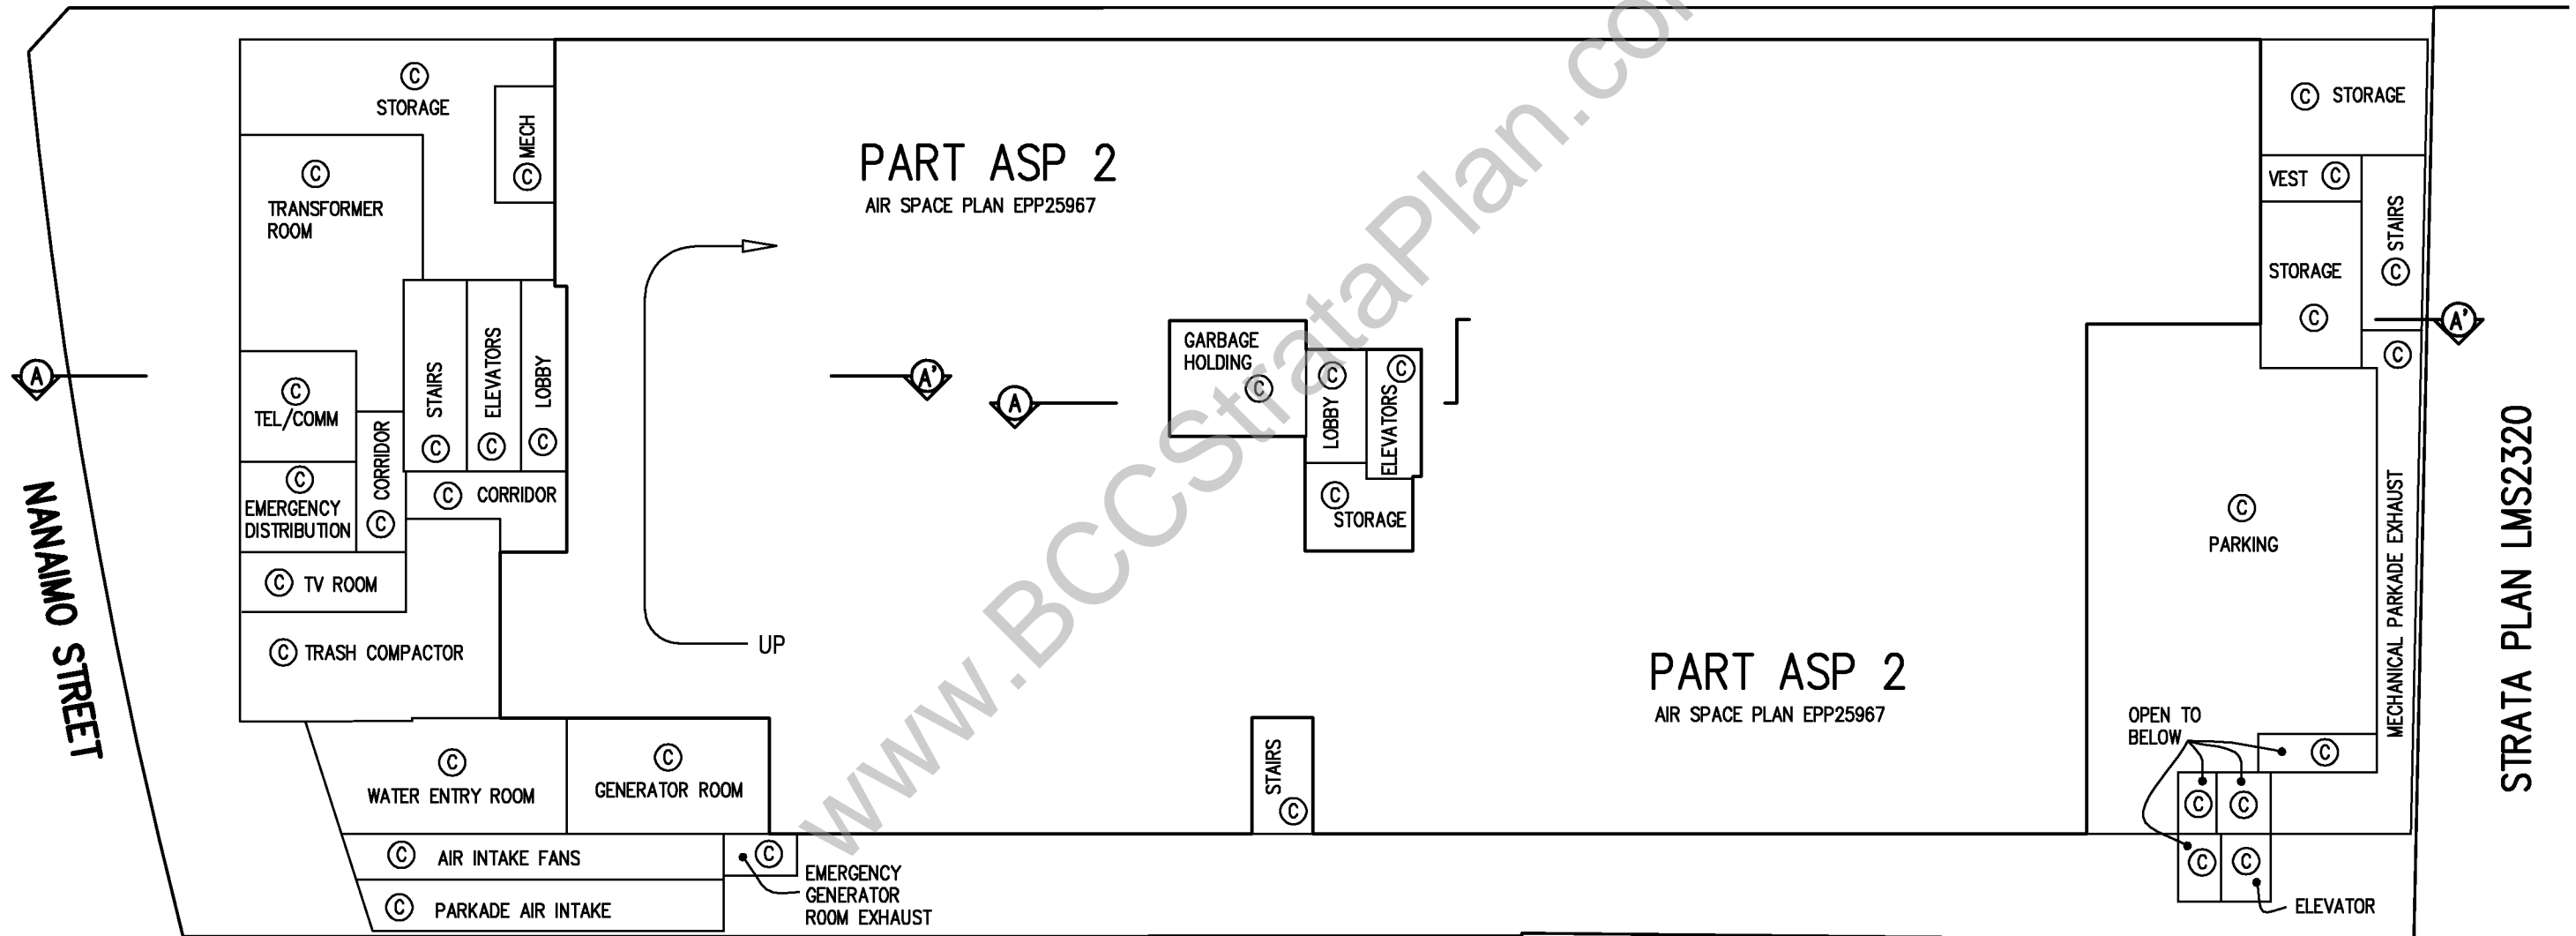 Ⓒ
STORAGE
MECH
Ⓒ
Ⓒ
TRANSFORMER
ROOM
PART ASP 2
AIR SPACE PLAN EPP25967
Ⓒ STORAGE
VEST Ⓒ
Ⓒ STAIRS
STORAGE
Ⓒ
Ⓒ
A
A'
A
A'
Ⓒ
TEL/COMM
STAIRS
Ⓒ
ELEVATORS
Ⓒ
LOBBY
Ⓒ
CORRIDOR
Ⓒ
Ⓒ CORRIDOR
Ⓒ
EMERGENCY
DISTRIBUTION
Ⓒ TV ROOM
Ⓒ TRASH COMPACTOR
UP
GARBAGE
HOLDING
Ⓒ
LOBBY
Ⓒ
ELEVATORS
Ⓒ
Ⓒ
STORAGE
Ⓒ
PARKING
MECHANICAL PARKADE EXHAUST
NANAIMO STREET
STRATA PLAN LMS2320
PART ASP 2
AIR SPACE PLAN EPP25967
Ⓒ
WATER ENTRY ROOM
Ⓒ
GENERATOR ROOM
STAIRS
Ⓒ
OPEN TO
BELOW
Ⓒ
Ⓒ
Ⓒ
Ⓒ
Ⓒ
ELEVATOR
Ⓒ AIR INTAKE FANS
Ⓒ
EMERGENCY
GENERATOR
ROOM EXHAUST
Ⓒ PARKADE AIR INTAKE
www.BCCStrataPlan.com